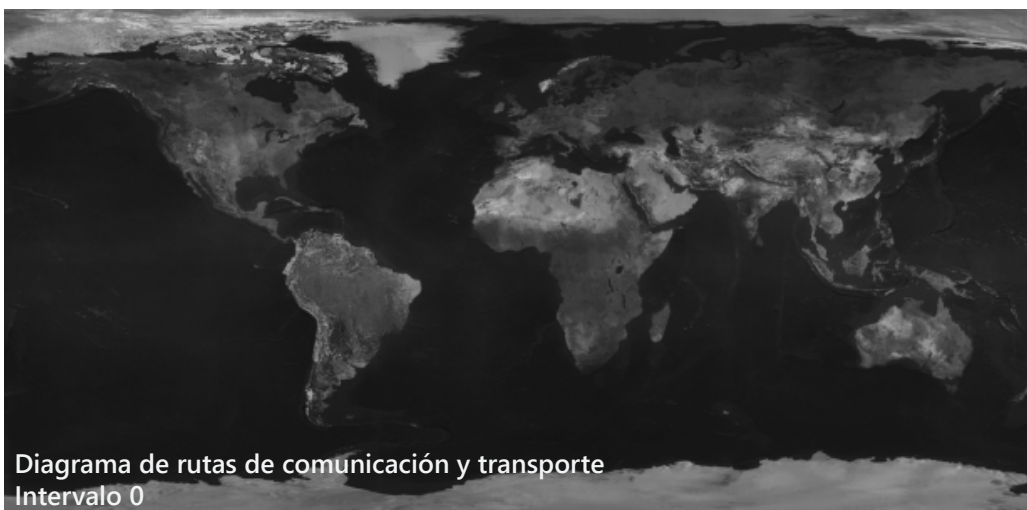 Diagrama de rutas de comunicación y transporte
Intervalo 0